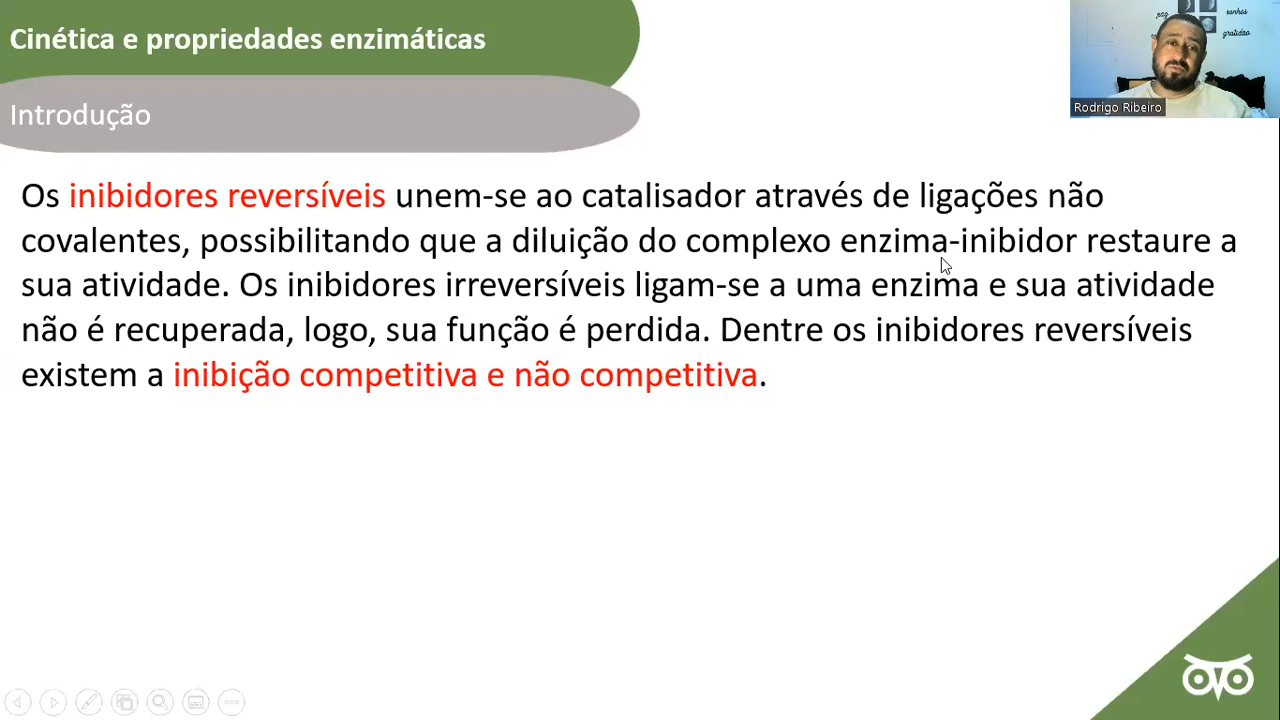 Cinética e propriedades enzimáticas
Introdução
Os inibidores reversíveis unem-se ao catalisador através de ligações não
covalentes, possibilitando que a diluição do complexo enzima-inibidor restaure a
sua atividade. Os inibidores irreversíveis ligam-se a uma enzima e sua atividade
não é recuperada, logo, sua função é perdida. Dentre os inibidores reversíveis
existem a inibição competitiva e não competitiva.
sonhos
gratidão
Rodrigo Ribeiro